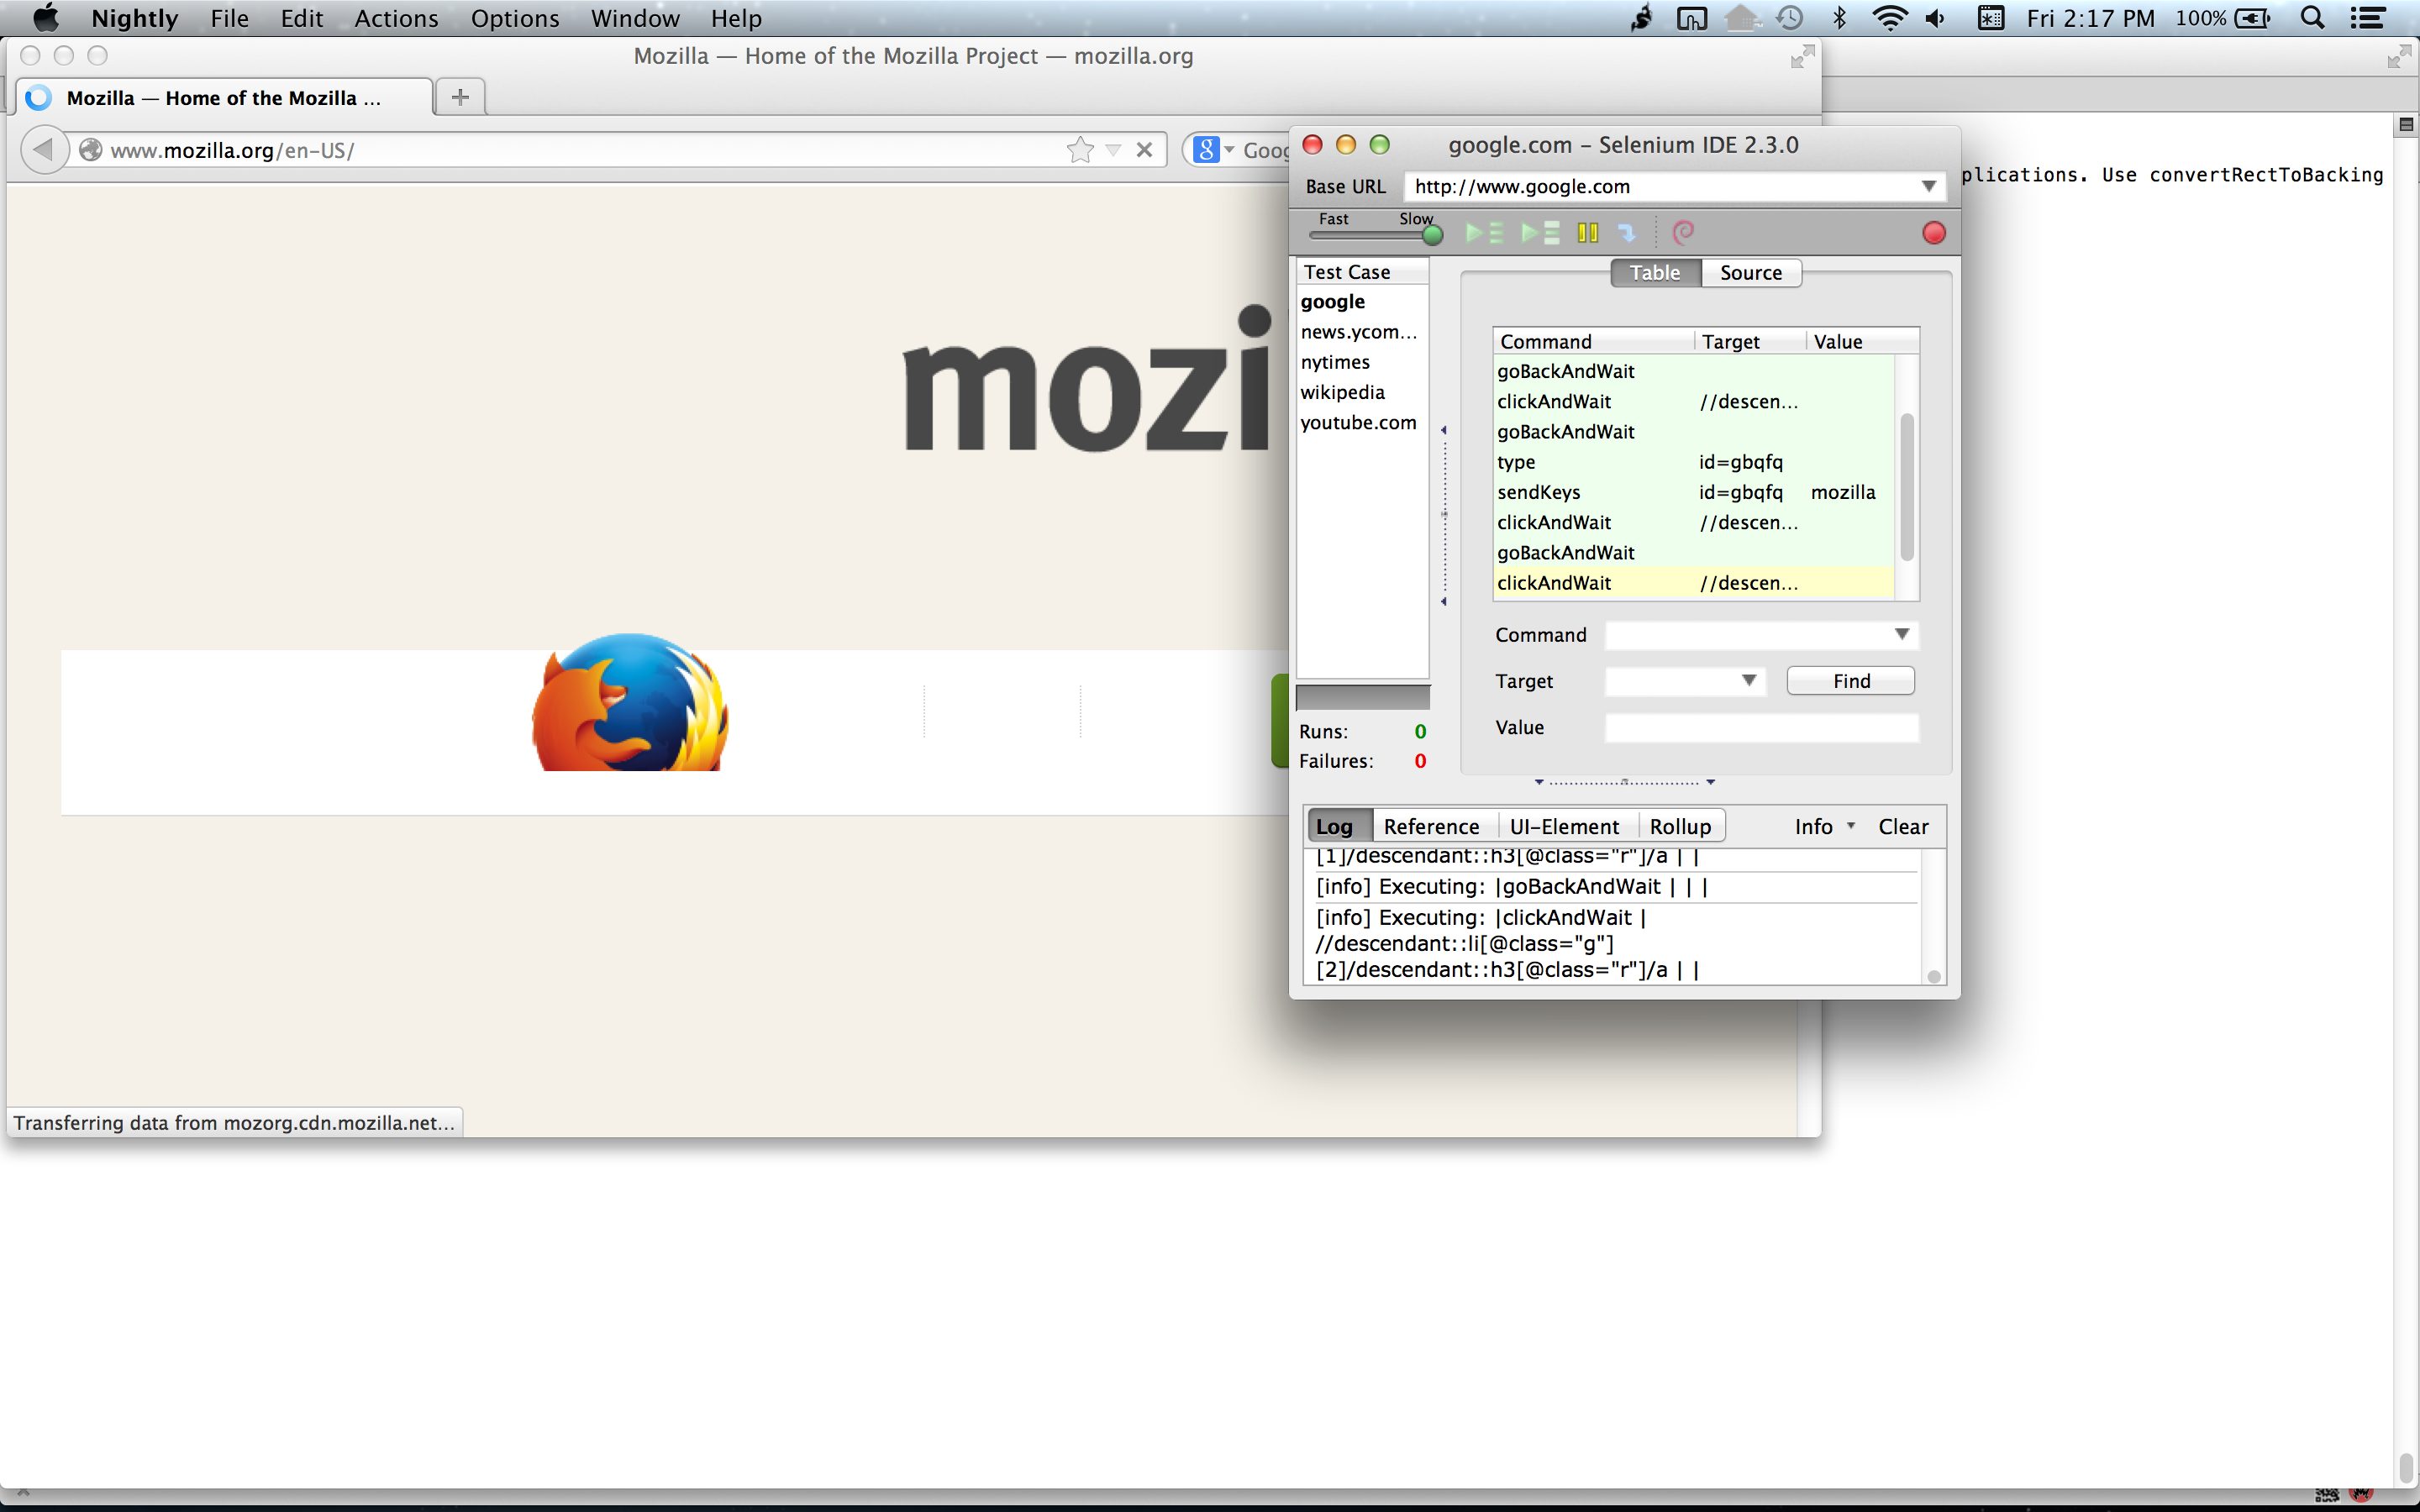 Nightly File Edit Actions Options Window Help Fri 2:17 PM 100%
Mozilla — Home of the Mozilla Project — mozilla.org
Mozilla — Home of the Mozilla ...
www.mozilla.org/en-US/
plications. Use convertRectToBacking
mozi
Transferring data from mozorg.cdn.mozilla.net...
google.com – Selenium IDE 2.3.0
Base URL http://www.google.com
Fast Slow
Test Case
google
news.ycom...
nytimes
wikipedia
youtube.com
Runs: 0
Failures: 0
Table Source
Command Target Value
goBackAndWait
clickAndWait //descen...
goBackAndWait
type id=gbqfq
sendKeys id=gbqfq mozilla
clickAndWait //descen...
goBackAndWait
clickAndWait //descen...
Command
Target Find
Value
Log Reference UI-Element Rollup Info Clear
[1]/descendant::h3[@class="r"]/a | |
[info] Executing: |goBackAndWait | | |
[info] Executing: |clickAndWait |
//descendant::li[@class="g"]
[2]/descendant::h3[@class="r"]/a | |